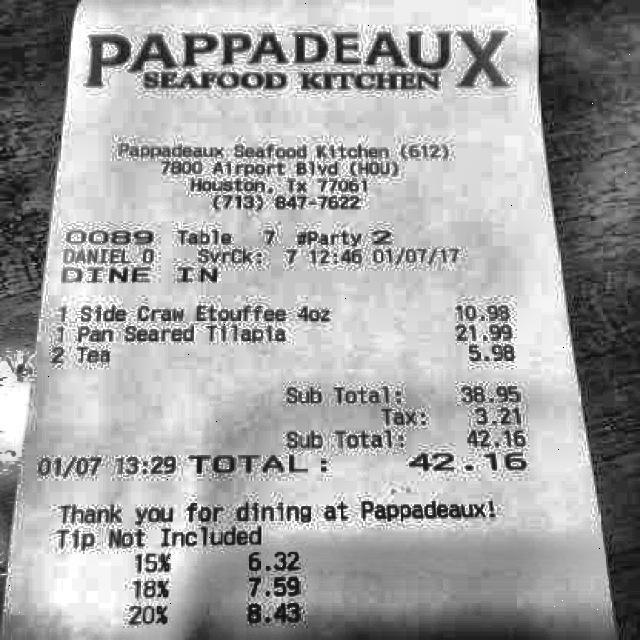 PAPPADEAUX
SEAFOOD KITCHEN
Pappadeaux Seafood Kitchen (612)
7800 Airport Blvd (HOU)
Houston, Tx 77061
(713) 847-7622
0089 Table 7 #Party 2
DANIEL O SvrCk: 7 12:46 01/07/17
DINE IN
1 Side Craw Etouffee 4oz 10.98
1 Pan Seared Tilapia 21.99
2 Tea 5.98
Sub Total: 38.95
Tax: 3.21
Sub Total: 42.16
01/07 13:29 TOTAL: 42.16
Thank you for dining at Pappadeaux!
Tip Not Included
15% 6.32
18% 7.59
20% 8.43